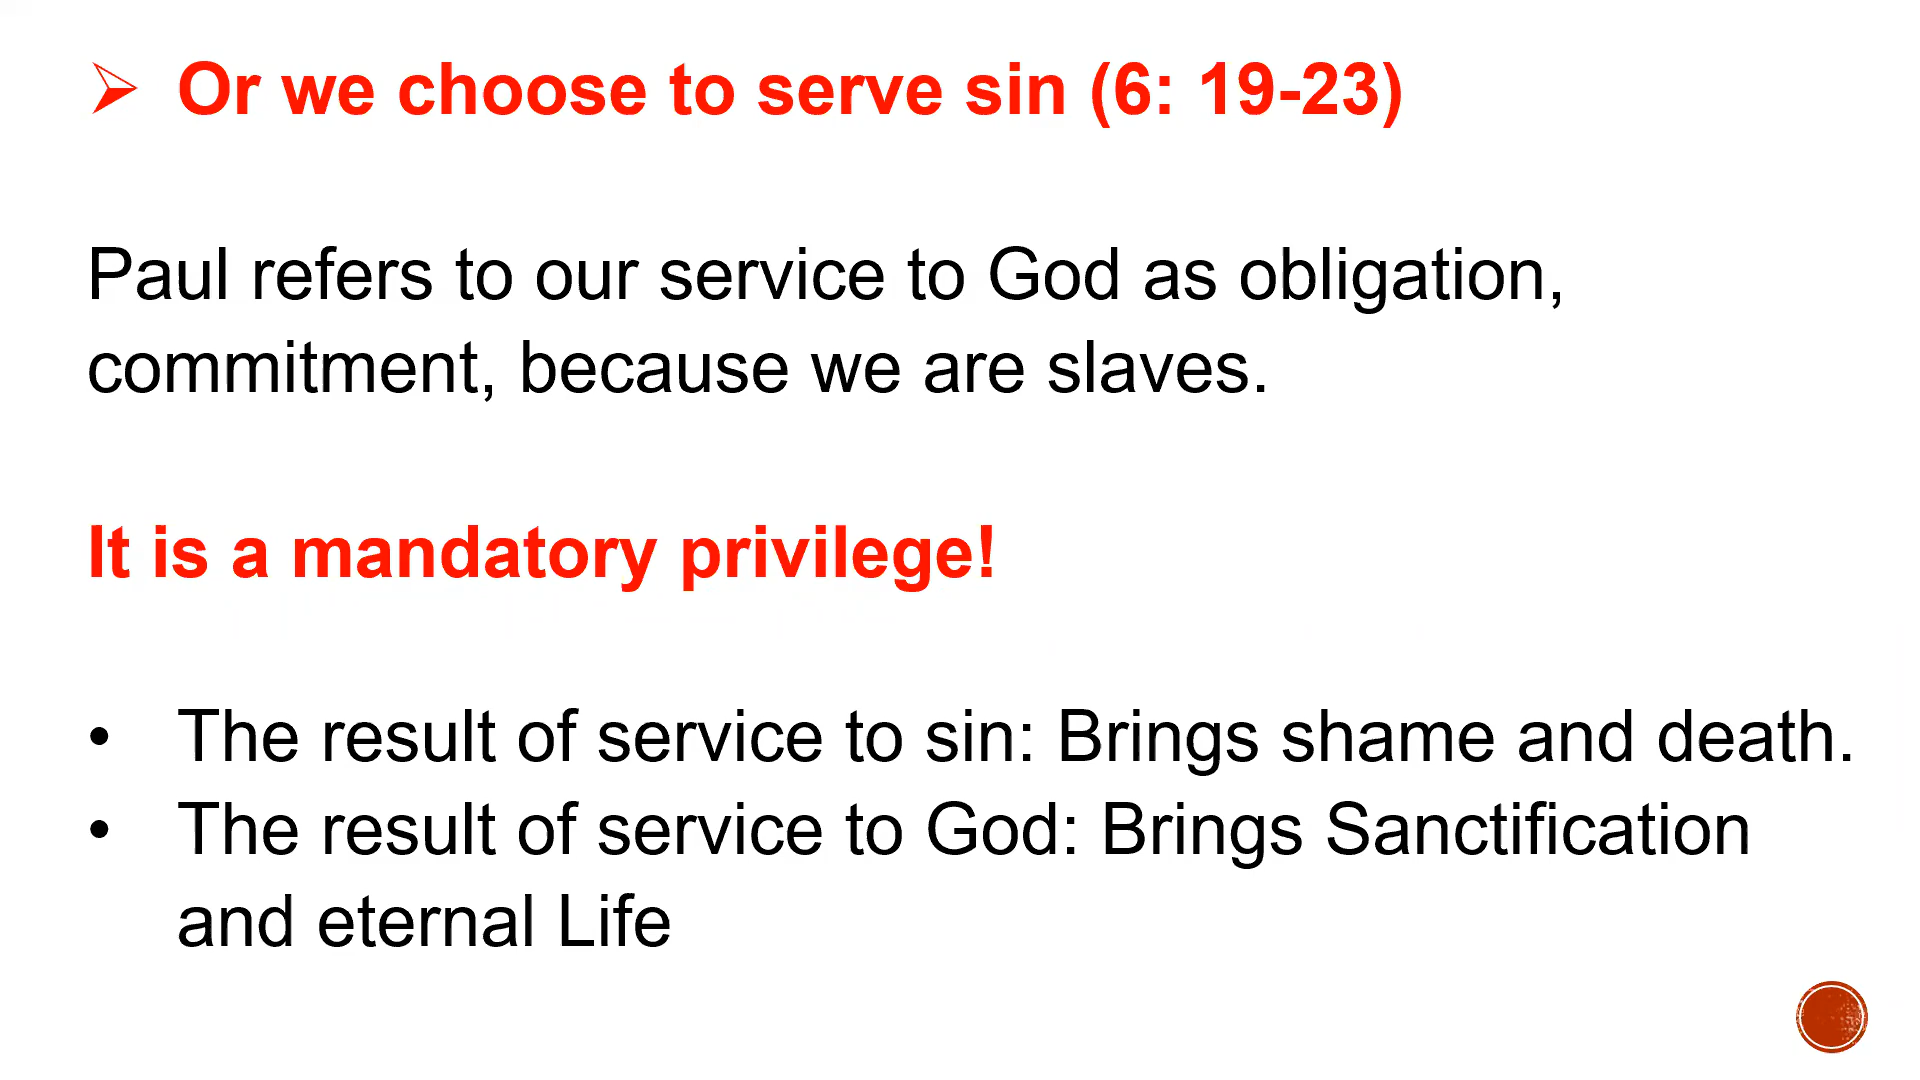 ➢ Or we choose to serve sin (6: 19-23)
Paul refers to our service to God as obligation,
commitment, because we are slaves.
It is a mandatory privilege!
• The result of service to sin: Brings shame and death.
• The result of service to God: Brings Sanctification
and eternal Life